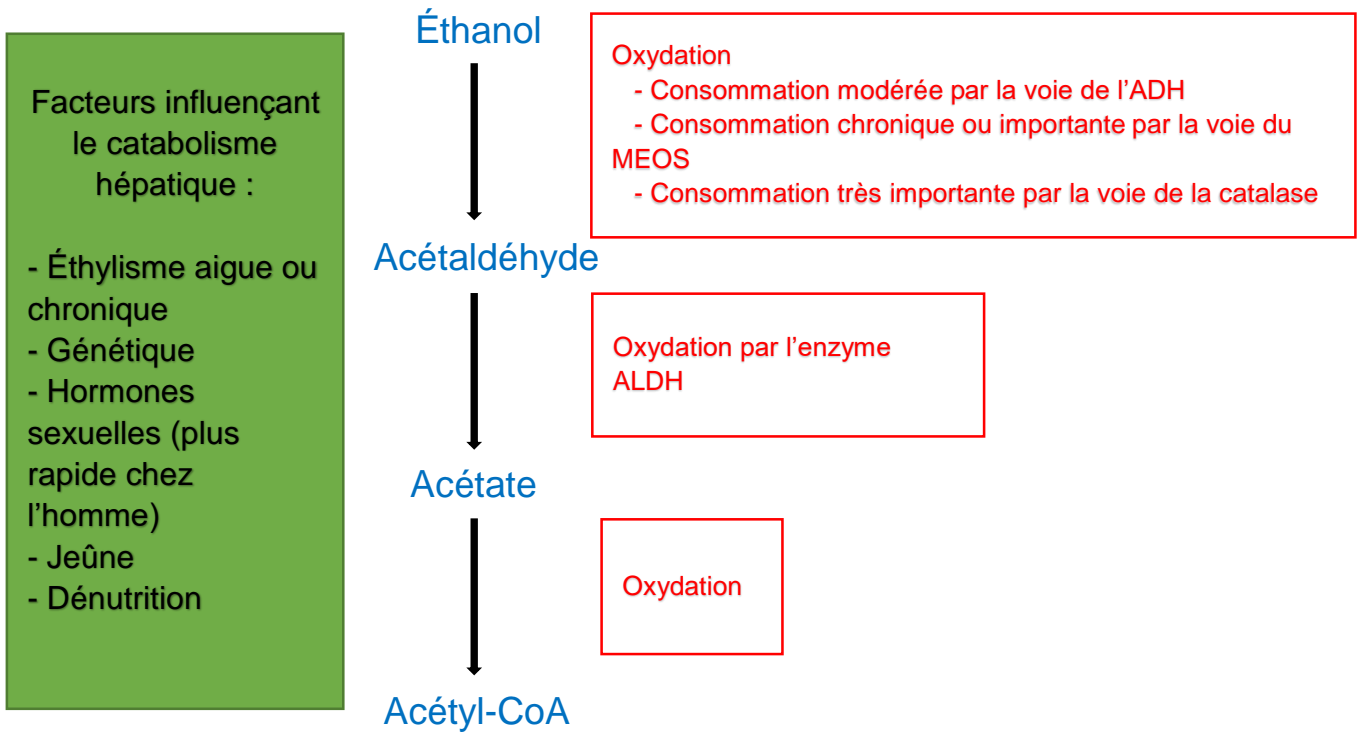 Facteurs influençant
le catabolisme
hépatique :
- Éthylisme aigue ou
chronique
- Génétique
- Hormones
sexuelles (plus
rapide chez
l'homme)
- Jeûne
- Dénutrition
Éthanol
Oxydation
- Consommation modérée par la voie de l'ADH
- Consommation chronique ou importante par la voie du
MEOS
- Consommation très importante par la voie de la catalase
Acétaldéhyde
Oxydation par l'enzyme
ALDH
Acétate
Oxydation
Acétyl-CoA